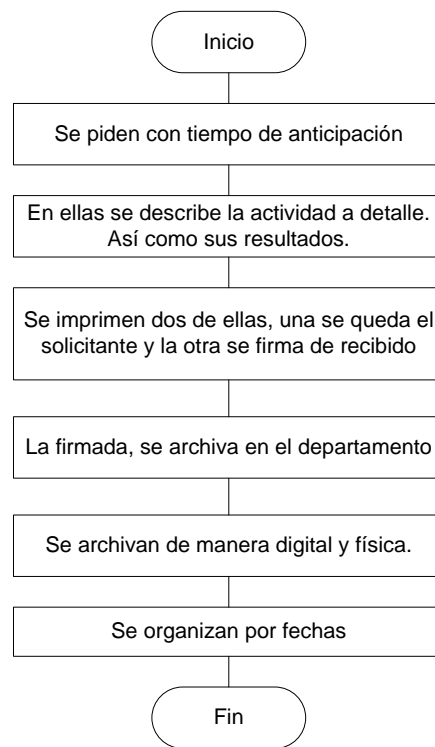 Inicio
Se piden con tiempo de anticipación
En ellas se describe la actividad a detalle.
Así como sus resultados.
Se imprimen dos de ellas, una se queda el
solicitante y la otra se firma de recibido
La firmada, se archiva en el departamento
Se archivan de manera digital y física.
Se organizan por fechas
Fin